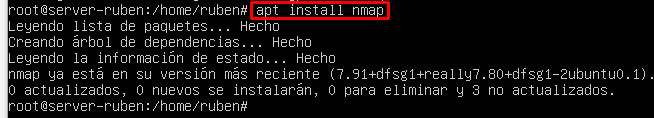 root@server-ruben:/home/ruben# apt install nmap
Leyendo lista de paquetes... Hecho
Creando árbol de dependencias... Hecho
Leyendo la información de estado... Hecho
nmap ya está en su versión más reciente (7.91+dfsg1+really7.80+dfsg1-2ubuntu0.1).
0 actualizados, 0 nuevos se instalarán, 0 para eliminar y 3 no actualizados.
root@server-ruben:/home/ruben#